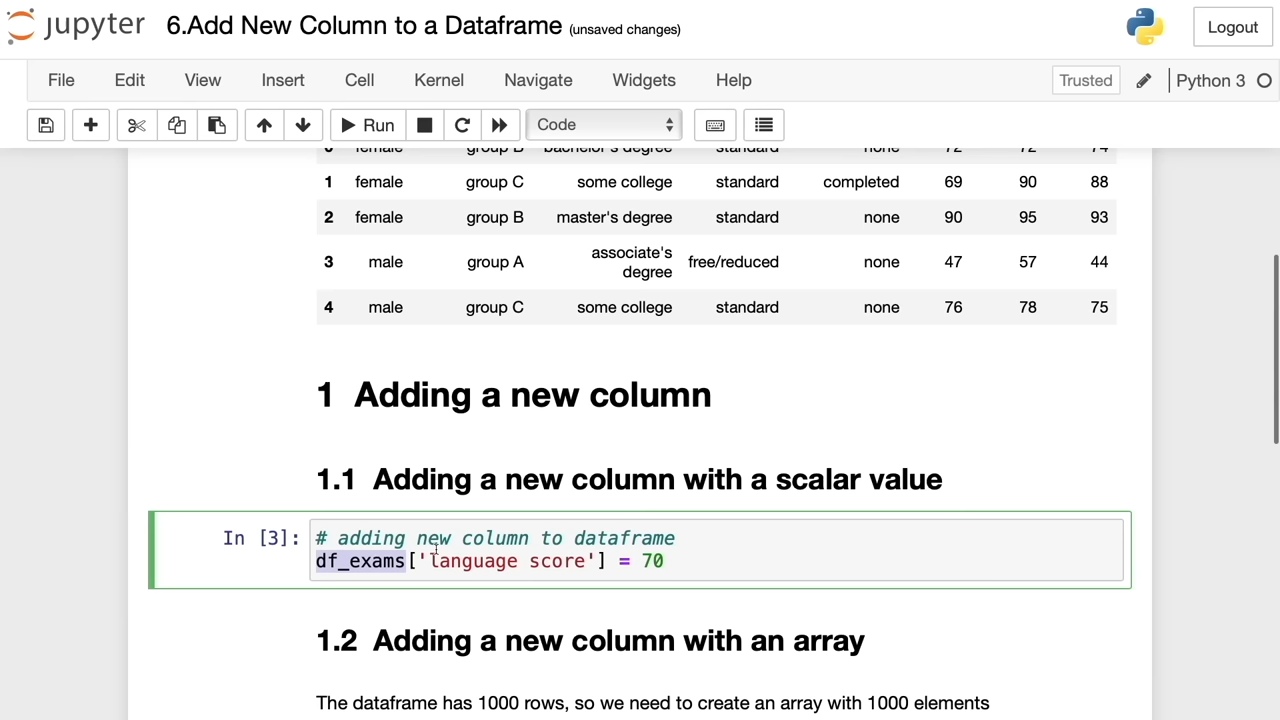 jupyter 6.Add New Column to a Dataframe (unsaved changes) Logout
File Edit View Insert Cell Kernel Navigate Widgets Help Trusted Python 3
Run Code
1 female group C some college standard completed 69 90 88
2 female group B master's degree standard none 90 95 93
3 male group A associate's degree free/reduced none 47 57 44
4 male group C some college standard none 76 78 75
1 Adding a new column
1.1 Adding a new column with a scalar value
In [3]: # adding new column to dataframe
df_exams['language score'] = 70
1.2 Adding a new column with an array
The dataframe has 1000 rows, so we need to create an array with 1000 elements